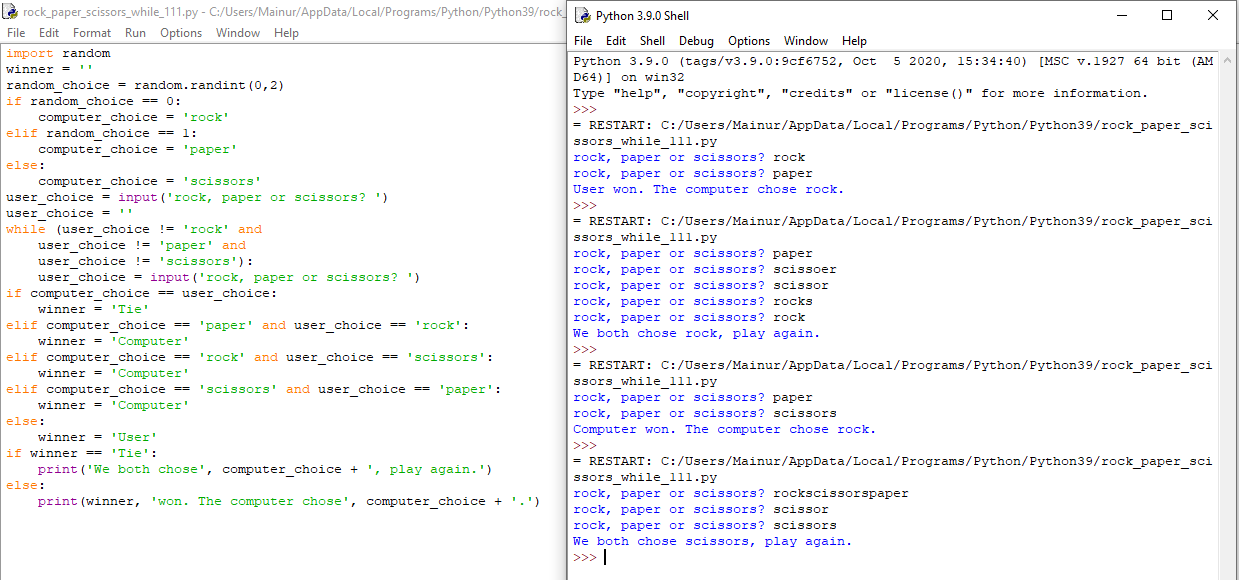 rock_paper_scissors_while_111.py - C:/Users/Mainur/AppData/Local/Programs/Python/Python39/rock_
File Edit Format Run Options Window Help
import random
winner = ''
random_choice = random.randint(0,2)
if random_choice == 0:
    computer_choice = 'rock'
elif random_choice == 1:
    computer_choice = 'paper'
else:
    computer_choice = 'scissors'
user_choice = input('rock, paper or scissors? ')
user_choice = ''
while (user_choice != 'rock' and
    user_choice != 'paper' and
    user_choice != 'scissors'):
    user_choice = input('rock, paper or scissors? ')
if computer_choice == user_choice:
    winner = 'Tie'
elif computer_choice == 'paper' and user_choice == 'rock':
    winner = 'Computer'
elif computer_choice == 'rock' and user_choice == 'scissors':
    winner = 'Computer'
elif computer_choice == 'scissors' and user_choice == 'paper':
    winner = 'Computer'
else:
    winner = 'User'
if winner == 'Tie':
    print('We both chose', computer_choice + ', play again.')
else:
    print(winner, 'won. The computer chose', computer_choice + '.')
Python 3.9.0 Shell
File Edit Shell Debug Options Window Help
Python 3.9.0 (tags/v3.9.0:9cf6752, Oct  5 2020, 15:34:40) [MSC v.1927 64 bit (AM
D64)] on win32
Type "help", "copyright", "credits" or "license()" for more information.
>>>
= RESTART: C:/Users/Mainur/AppData/Local/Programs/Python/Python39/rock_paper_sci
ssors_while_111.py
rock, paper or scissors? rock
rock, paper or scissors? paper
User won. The computer chose rock.
>>>
= RESTART: C:/Users/Mainur/AppData/Local/Programs/Python/Python39/rock_paper_sci
ssors_while_111.py
rock, paper or scissors? paper
rock, paper or scissors? scissoer
rock, paper or scissors? scissor
rock, paper or scissors? rocks
rock, paper or scissors? rock
We both chose rock, play again.
>>>
= RESTART: C:/Users/Mainur/AppData/Local/Programs/Python/Python39/rock_paper_sci
ssors_while_111.py
rock, paper or scissors? paper
rock, paper or scissors? scissors
Computer won. The computer chose rock.
>>>
= RESTART: C:/Users/Mainur/AppData/Local/Programs/Python/Python39/rock_paper_sci
ssors_while_111.py
rock, paper or scissors? rockscissorspaper
rock, paper or scissors? scissor
rock, paper or scissors? scissors
We both chose scissors, play again.
>>>